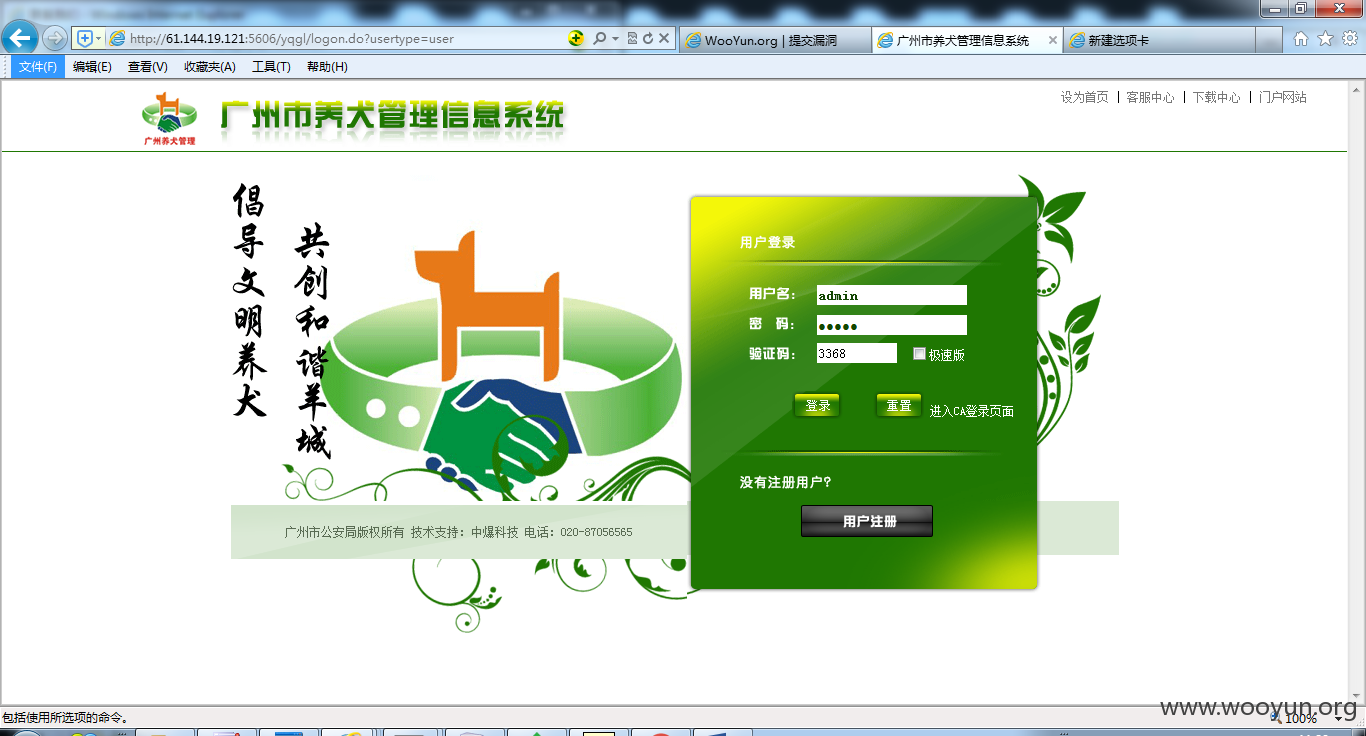 http://61.144.19.121:5606/yqgl/logon.do?usertype=user
WooYun.org | 提交漏洞
广州市养犬管理信息系统
新建选项卡
文件(F) 编辑(E) 查看(V) 收藏夹(A) 工具(T) 帮助(H)
广州养犬管理
广州市养犬管理信息系统
设为首页 | 客服中心 | 下载中心 | 门户网站
倡导文明养犬
共创和谐羊城
用户登录
用户名: admin
密 码: ●●●●●
验证码: 3368 极速版
登录 重置 进入CA登录页面
没有注册用户?
用户注册
广州市公安局版权所有 技术支持：中爆科技 电话：020-87056565
包括使用所选项的命令。
www.wooyun.org
100%